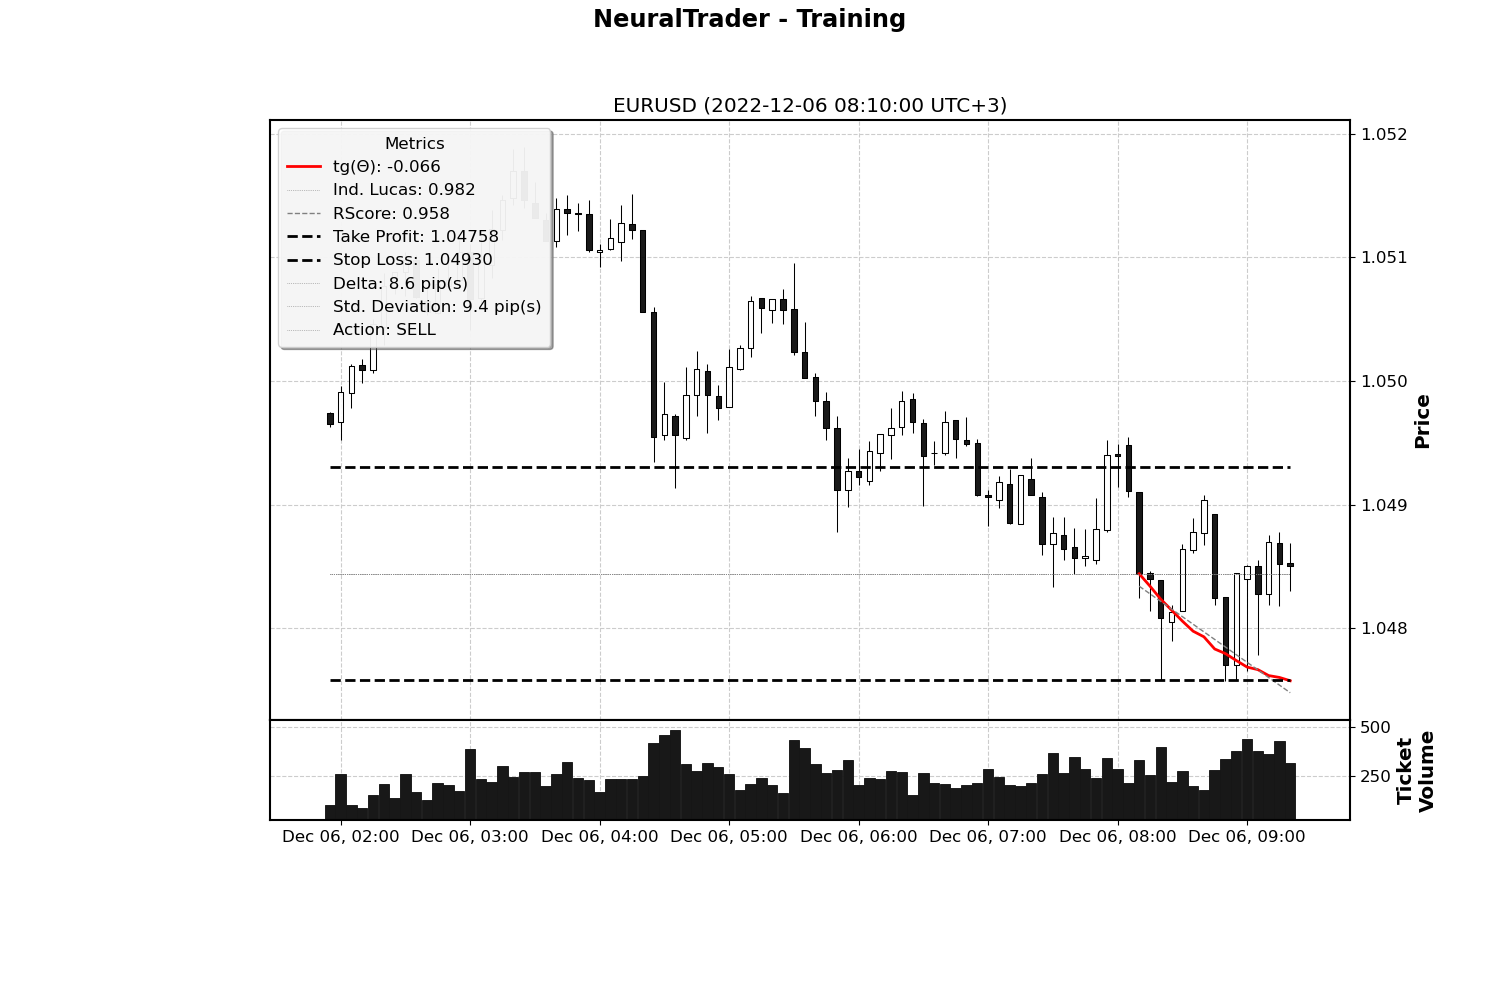 NeuralTrader - Training
EURUSD (2022-12-06 08:10:00 UTC+3)
Metrics
tg(Θ): -0.066
Ind. Lucas: 0.982
RScore: 0.958
Take Profit: 1.04758
Stop Loss: 1.04930
Delta: 8.6 pip(s)
Std. Deviation: 9.4 pip(s)
Action: SELL
1.052
1.051
1.050
1.049
1.048
Price
500
250
Ticket
Volume
Dec 06, 02:00
Dec 06, 03:00
Dec 06, 04:00
Dec 06, 05:00
Dec 06, 06:00
Dec 06, 07:00
Dec 06, 08:00
Dec 06, 09:00